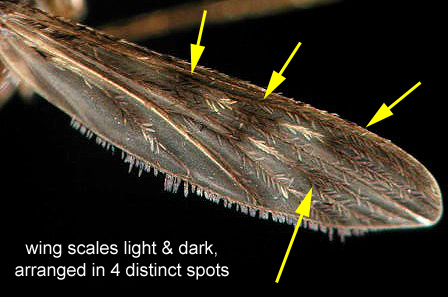 wing scales light & dark,
arranged in 4 distinct spots